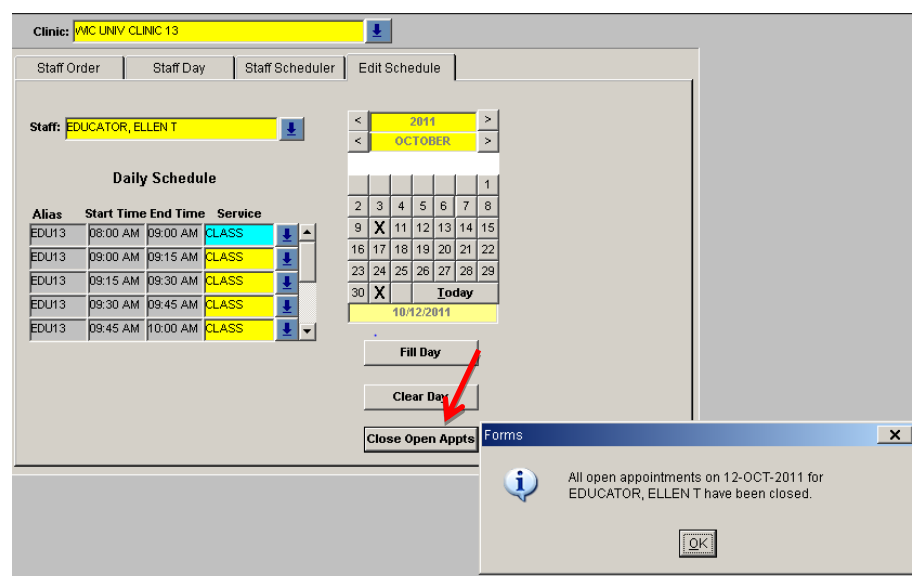 Clinic: WIC UNIV CLINIC 13
Staff Order Staff Day Staff Scheduler Edit Schedule
Staff: EDUCATOR, ELLEN T
< 2011 >
< OCTOBER >
Daily Schedule
1
2 3 4 5 6 7 8
9 X 11 12 13 14 15
16 17 18 19 20 21 22
23 24 25 26 27 28 29
30 X Today
10/12/2011
Alias Start Time End Time Service
EDU13 08:00 AM 09:00 AM CLASS
EDU13 09:00 AM 09:15 AM CLASS
EDU13 09:15 AM 09:30 AM CLASS
EDU13 09:30 AM 09:45 AM CLASS
EDU13 09:45 AM 10:00 AM CLASS
Fill Day
Clear Day
Close Open Appts
Forms X
All open appointments on 12-OCT-2011 for
EDUCATOR, ELLEN T have been closed.
OK